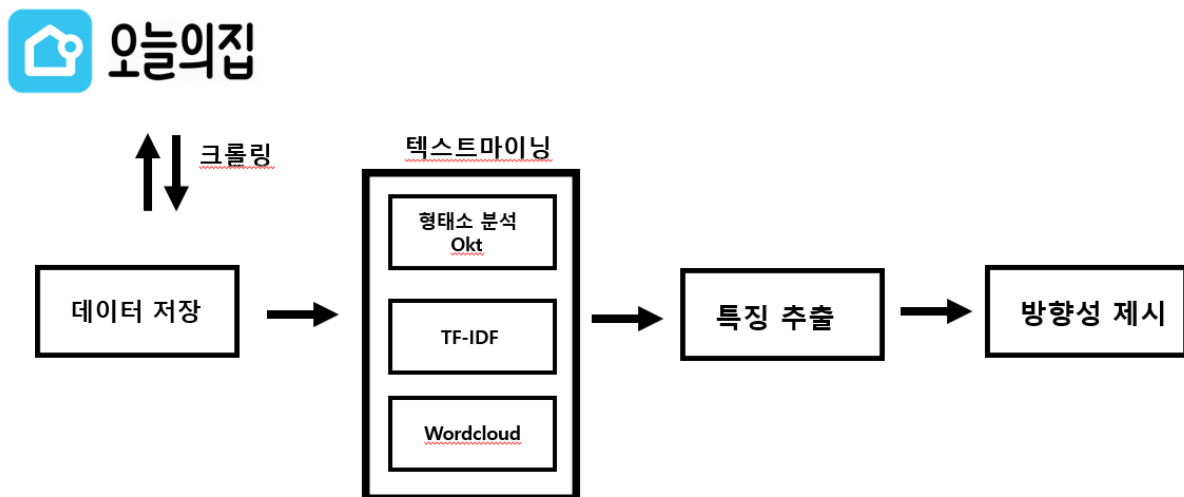 오늘의집
크롤링
텍스트마이닝
형태소 분석
Okt
데이터 저장
TF-IDF
특징 추출
방향성 제시
Wordcloud